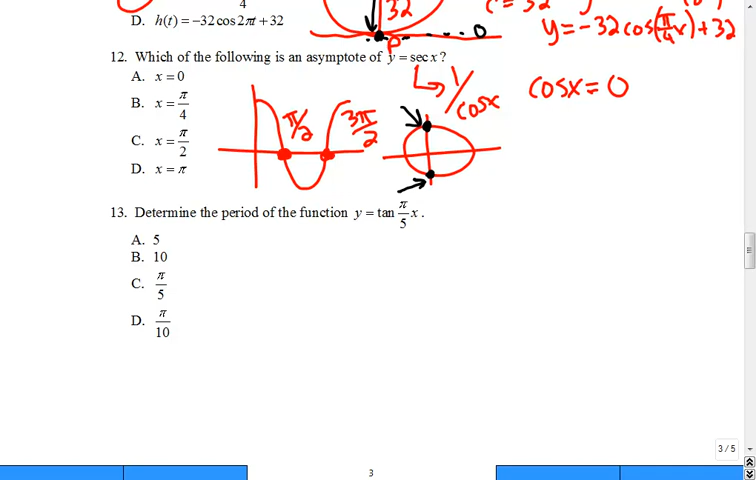 D. h(t) = −32 cos 2πt + 32
4
32
P
0
y = -32 cos(π/4 x) + 32
12. Which of the following is an asymptote of y = sec x?
A. x = 0
B. x = π/4
C. x = π/2
D. x = π
π/2
3π/2
1/cosx
cosx = 0
13. Determine the period of the function y = tan π/5 x.
A. 5
B. 10
C. π/5
D. π/10
3 / 5
3